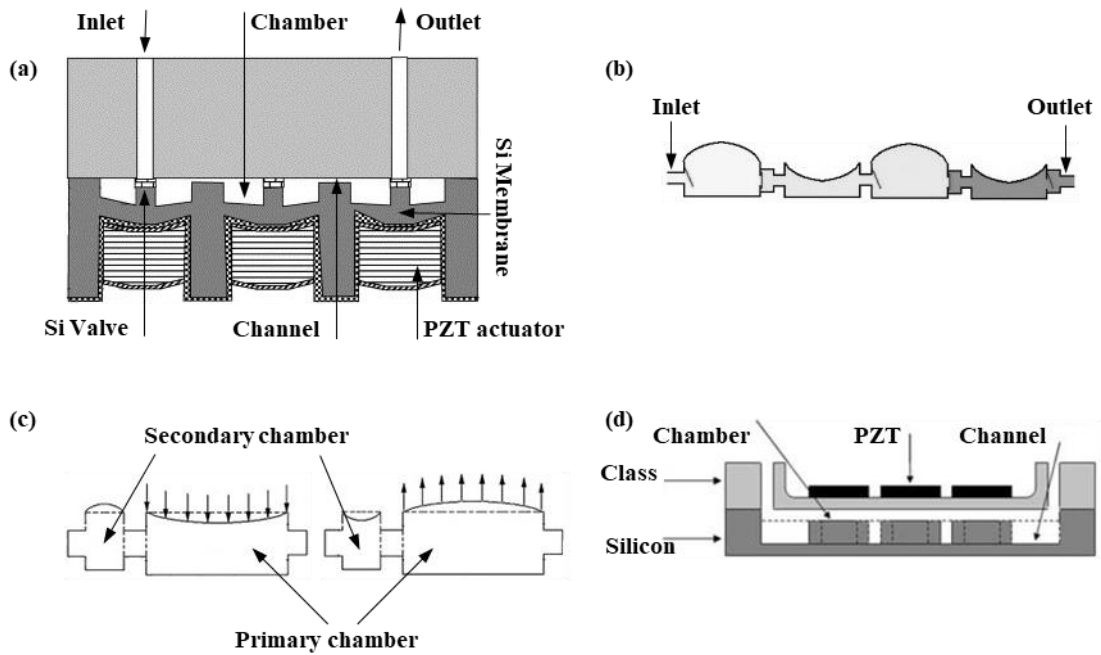 (a)
Inlet
Chamber
Outlet
Si Membrane
Si Valve
Channel
PZT actuator
(b)
Inlet
Outlet
(c)
Secondary chamber
Primary chamber
(d)
Chamber
PZT
Channel
Class
Silicon